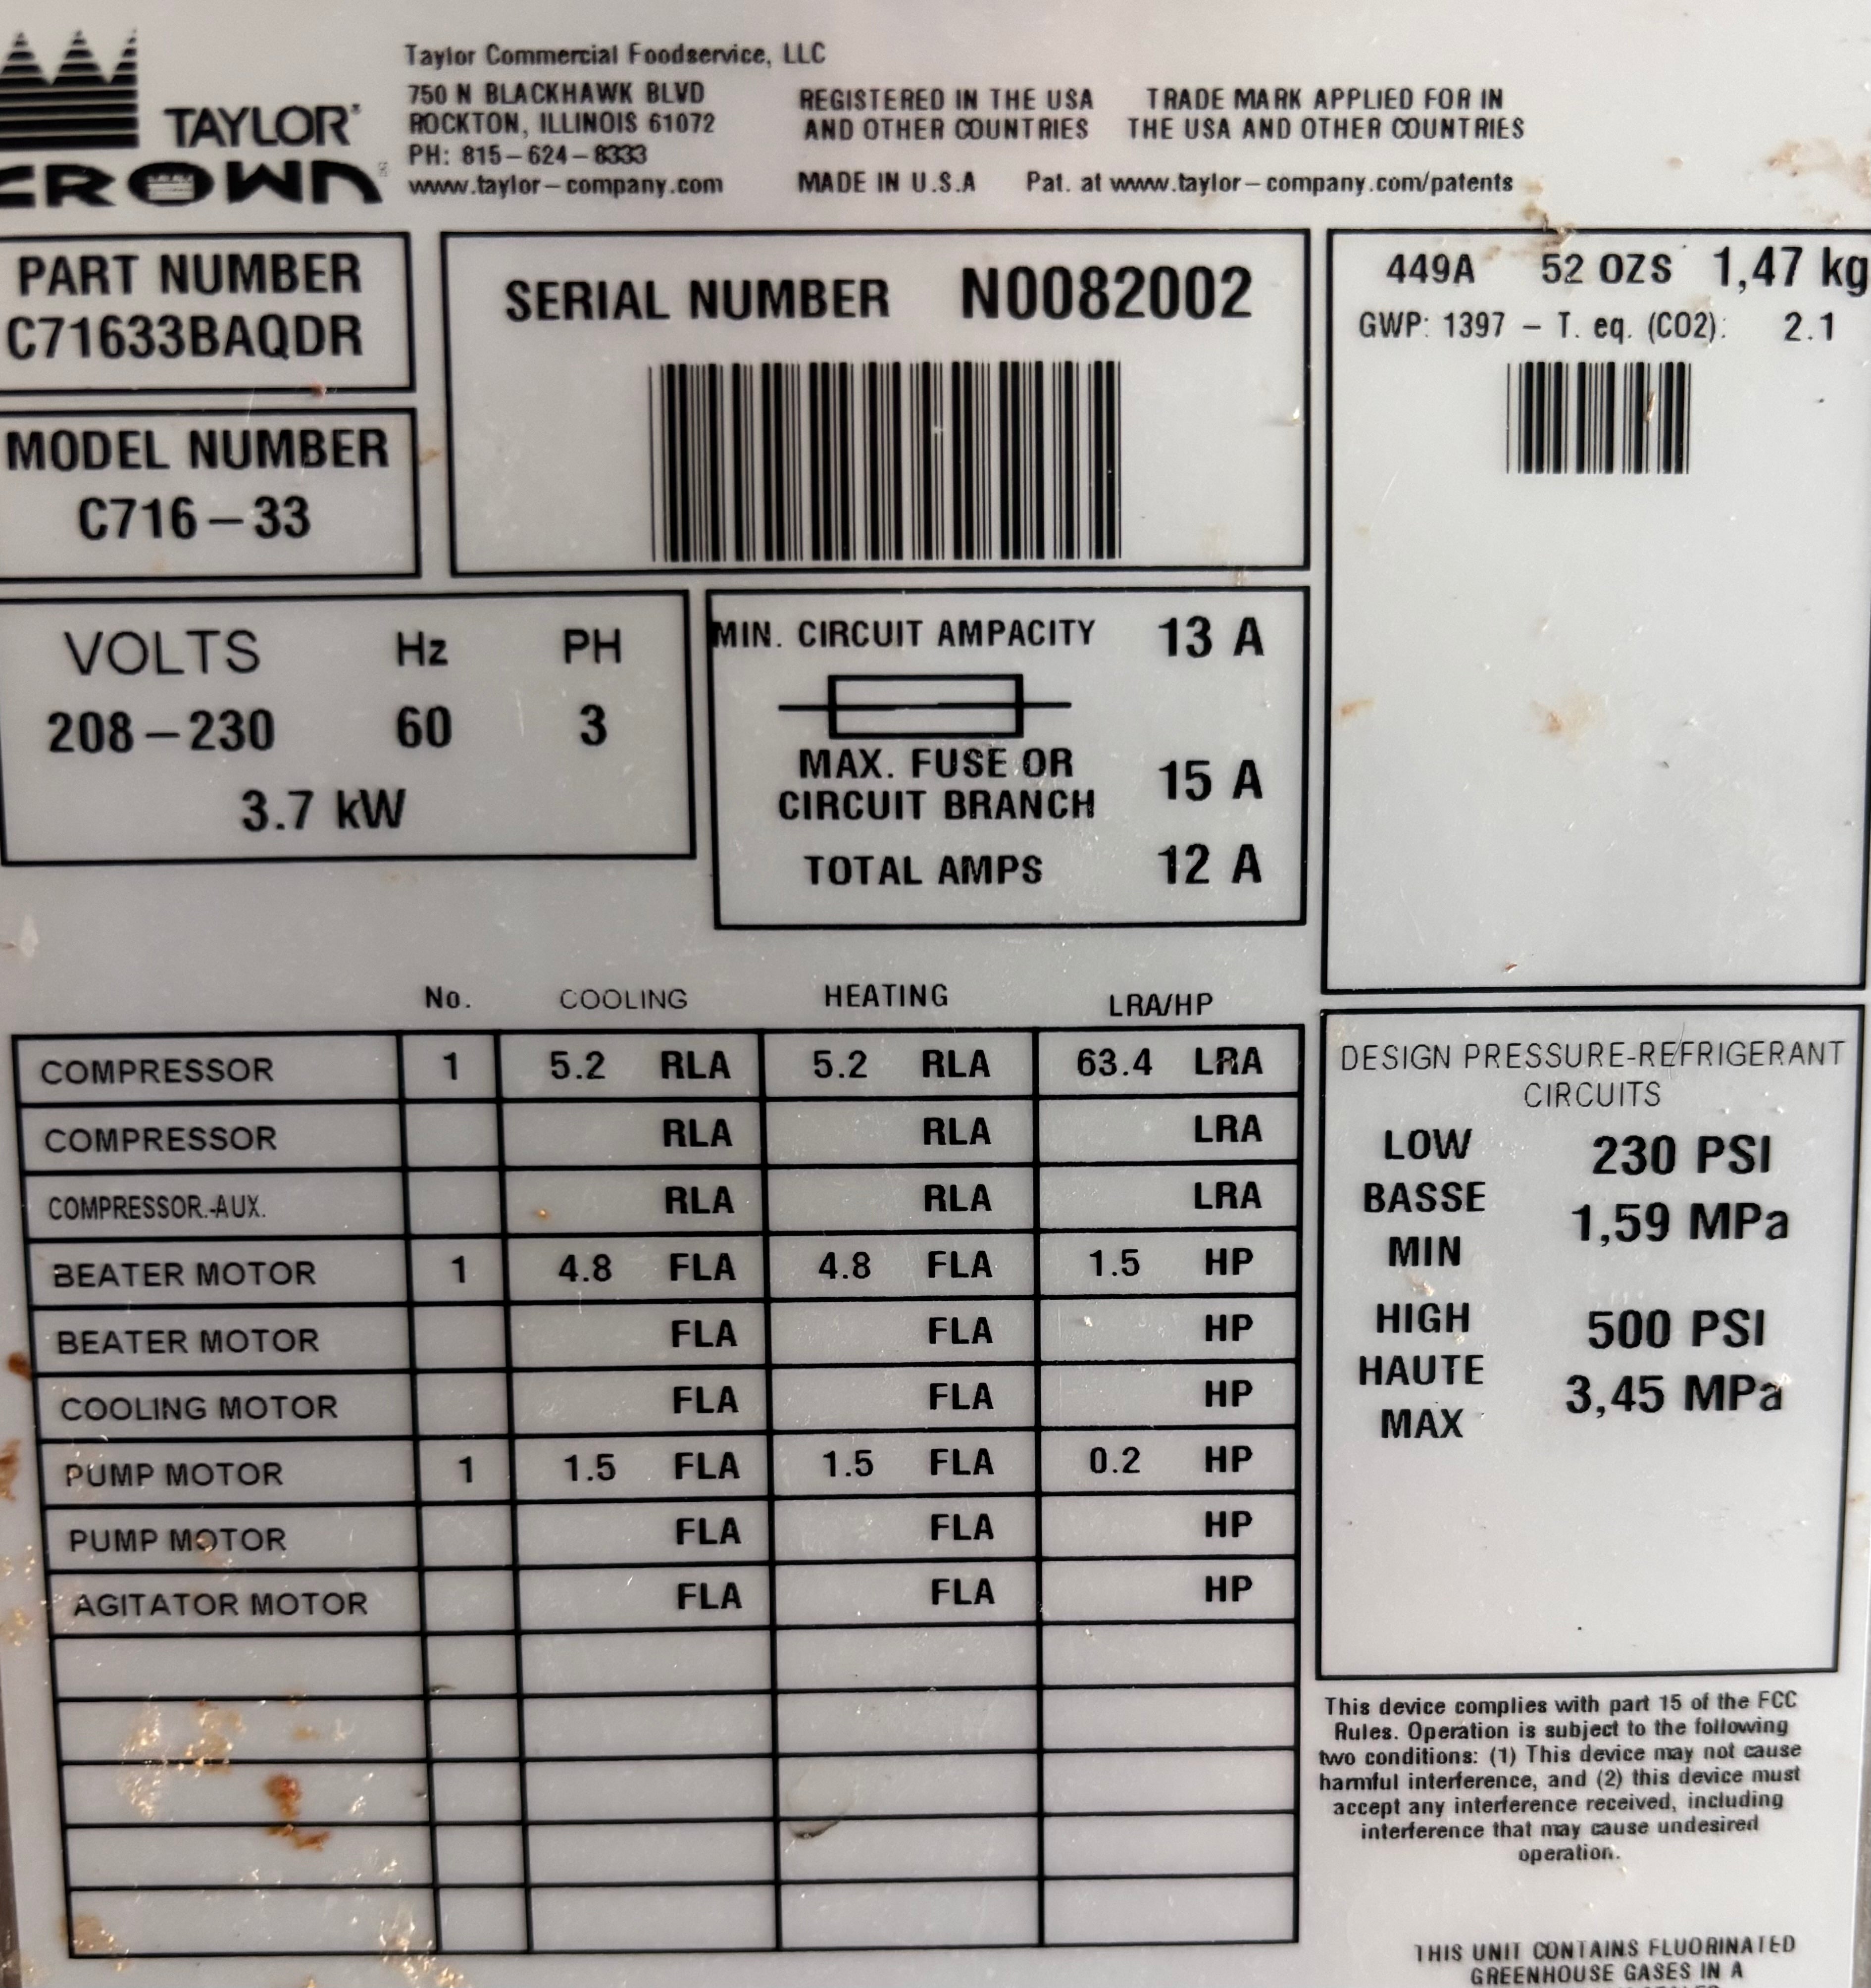 Taylor Commercial Foodservice, LLC
750 N BLACKHAWK BLVD
ROCKTON, ILLINOIS 61072
PH: 815-624-8333
www.taylor-company.com
TAYLOR
CROWN
REGISTERED IN THE USA
AND OTHER COUNTRIES
TRADE MARK APPLIED FOR IN
THE USA AND OTHER COUNTRIES
MADE IN U.S.A Pat. at www.taylor-company.com/patents
PART NUMBER
C71633BAQDR
MODEL NUMBER
C716-33
SERIAL NUMBER N0082002
449A 52 OZS 1,47 kg
GWP: 1397 - T. eq. (CO2): 2.1
VOLTS Hz PH
208-230 60 3
3.7 kW
MIN. CIRCUIT AMPACITY 13 A
MAX. FUSE OR
CIRCUIT BRANCH 15 A
TOTAL AMPS 12 A
No. COOLING HEATING LRA/HP
COMPRESSOR 1 5.2 RLA 5.2 RLA 63.4 LRA
COMPRESSOR RLA RLA LRA
COMPRESSOR.-AUX. RLA RLA LRA
BEATER MOTOR 1 4.8 FLA 4.8 FLA 1.5 HP
BEATER MOTOR FLA FLA HP
COOLING MOTOR FLA FLA HP
PUMP MOTOR 1 1.5 FLA 1.5 FLA 0.2 HP
PUMP MOTOR FLA FLA HP
AGITATOR MOTOR FLA FLA HP
DESIGN PRESSURE-REFRIGERANT
CIRCUITS
LOW 230 PSI
BASSE 1,59 MPa
MIN
HIGH 500 PSI
HAUTE 3,45 MPa
MAX
This device complies with part 15 of the FCC
Rules. Operation is subject to the following
two conditions: (1) This device may not cause
harmful interference, and (2) this device must
accept any interference received, including
interference that may cause undesired
operation.
THIS UNIT CONTAINS FLUORINATED
GREENHOUSE GASES IN A